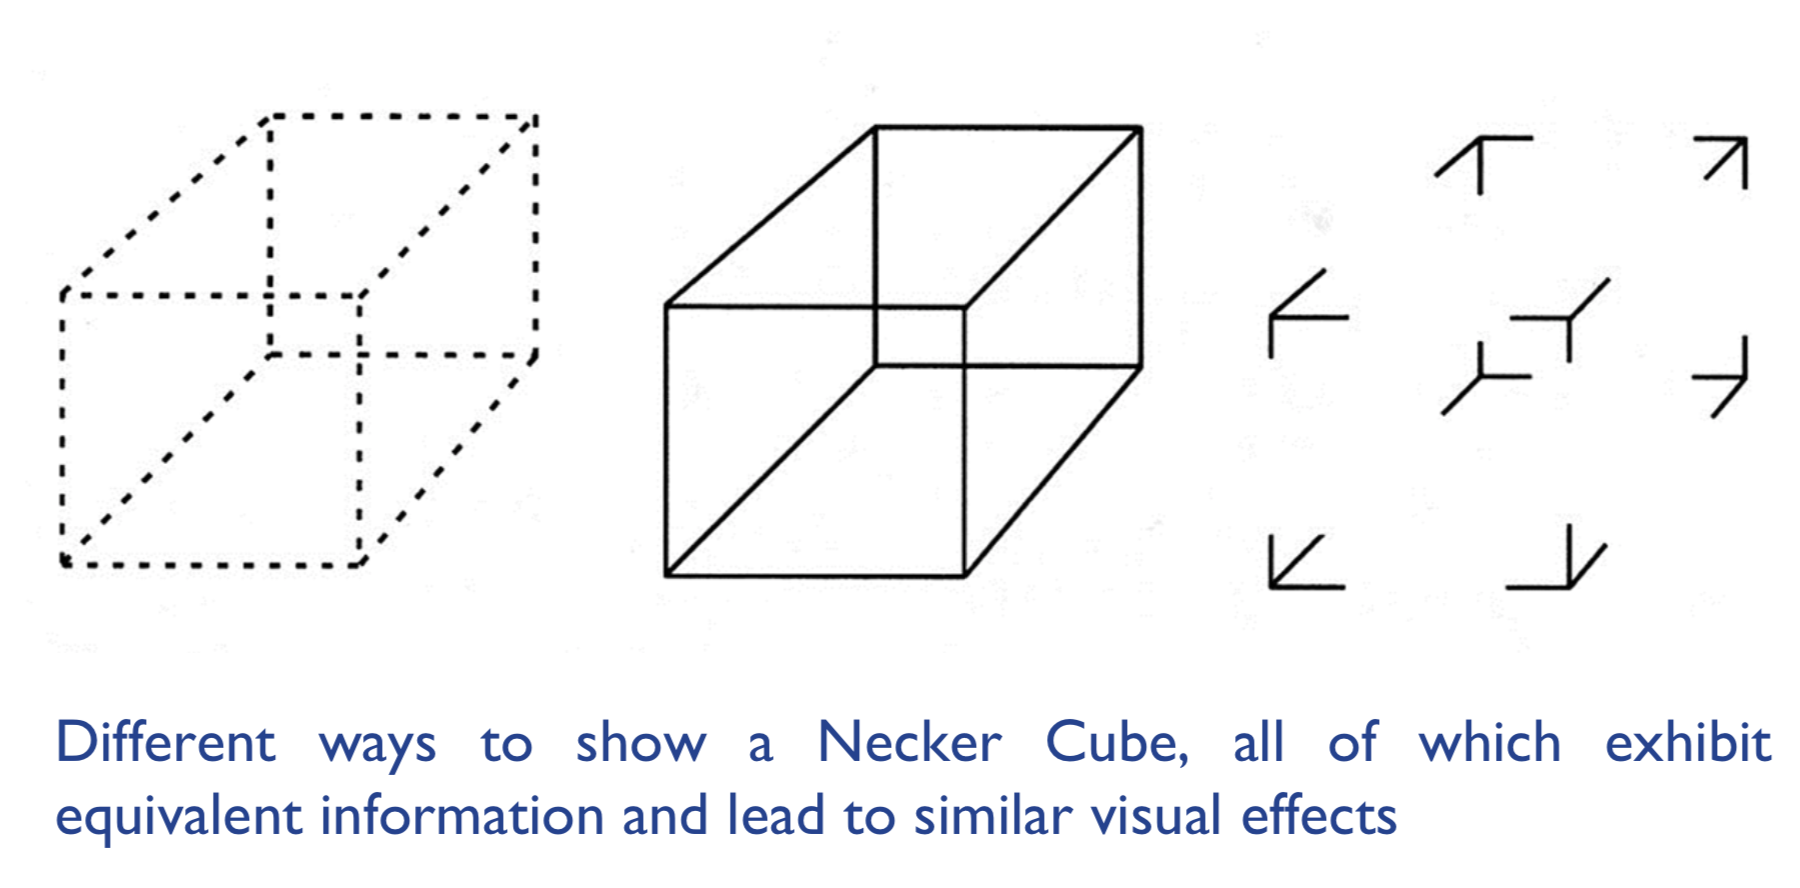 Different ways to show a Necker Cube, all of which exhibit
equivalent information and lead to similar visual effects